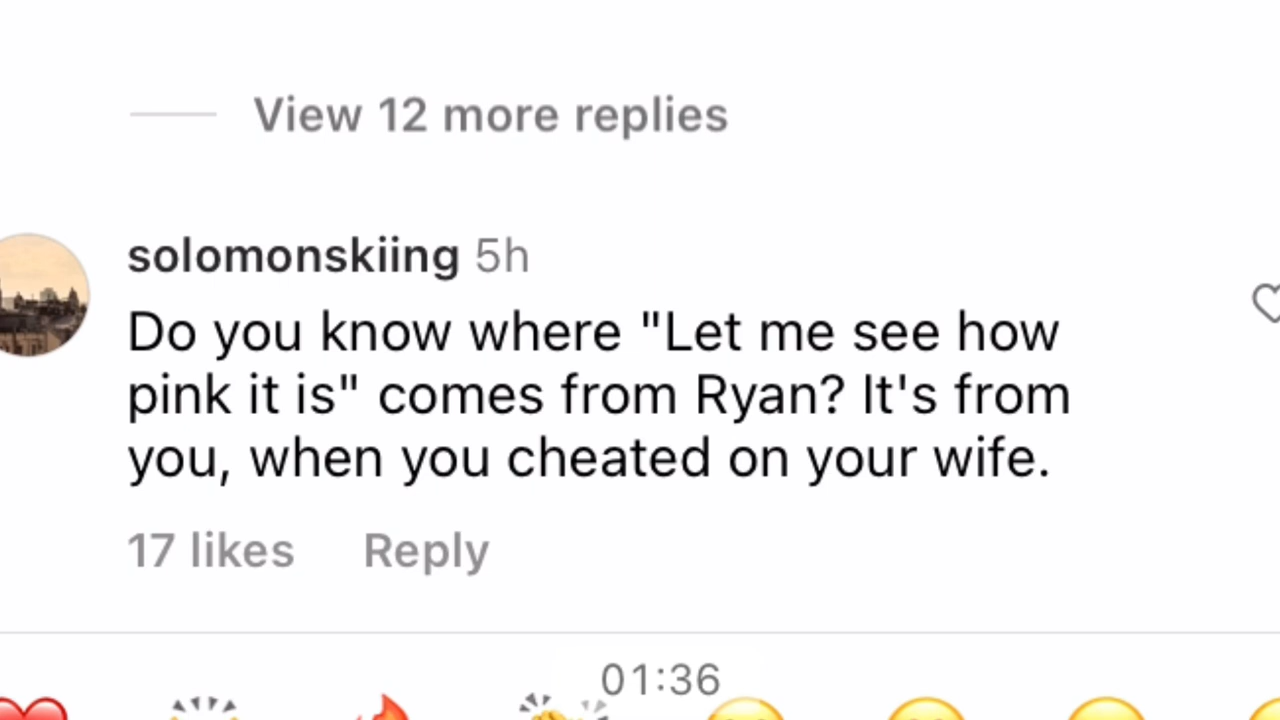 View 12 more replies
solomonskiing 5h
Do you know where "Let me see how
pink it is" comes from Ryan? It's from
you, when you cheated on your wife.
17 likes Reply
01:36